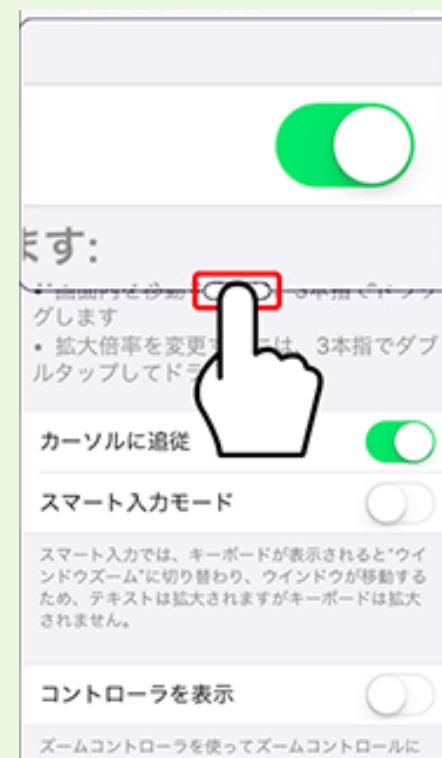 ます:
グします
• 拡大倍率を変更
は、3本指でダブ
ルタップしてド
カーソルに追従
スマート入力モード
スマート入力では、キーボードが表示されると"ウイ
ンドウズーム"に切り替わり、ウインドウが移動する
ため、テキストは拡大されますがキーボードは拡大
されません。
コントローラを表示
ズームコントローラを使ってズームコントロールに